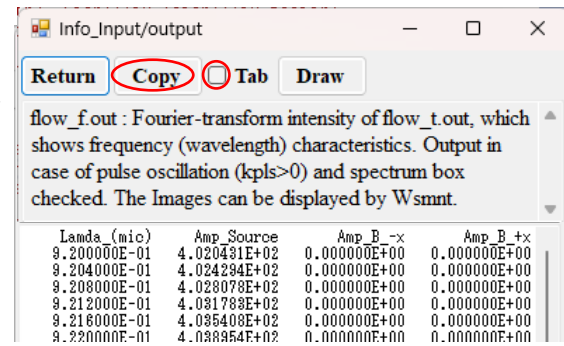 Info_Input/output
Return Copy Tab Draw
flow_f.out : Fourier-transform intensity of flow_t.out, which
shows frequency (wavelength) characteristics. Output in
case of pulse oscillation (kpls>0) and spectrum box
checked. The Images can be displayed by Wsmnt.
Lamda_(mic) Amp_Source Amp_B_-x Amp_B_+x
9.200000E-01 4.020431E+02 0.000000E+00 0.000000E+00
9.204000E-01 4.024294E+02 0.000000E+00 0.000000E+00
9.208000E-01 4.028078E+02 0.000000E+00 0.000000E+00
9.212000E-01 4.031783E+02 0.000000E+00 0.000000E+00
9.216000E-01 4.035408E+02 0.000000E+00 0.000000E+00
9.220000E-01 4.038954E+02 0.000000E+00 0.000000E+00